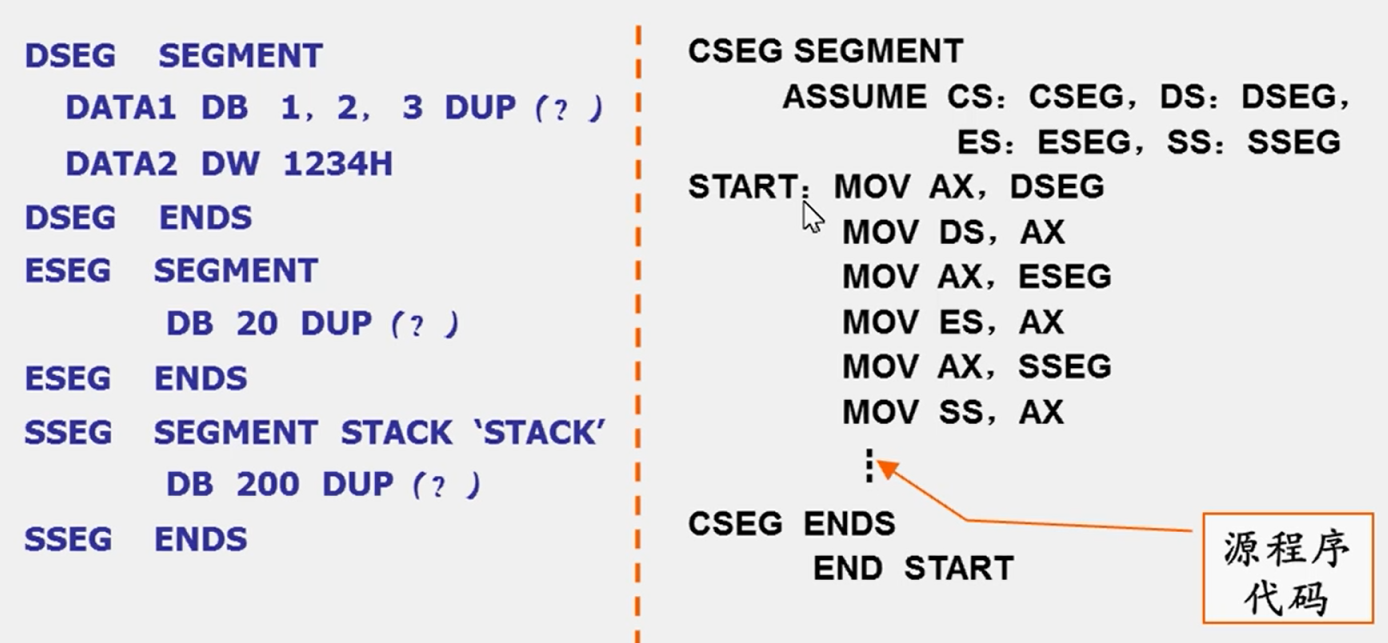 DSEG SEGMENT
DATA1 DB 1, 2, 3 DUP (? )
DATA2 DW 1234H
DSEG ENDS
ESEG SEGMENT
DB 20 DUP (? )
ESEG ENDS
SSEG SEGMENT STACK ‘STACK’
DB 200 DUP (? )
SSEG ENDS
CSEG SEGMENT
ASSUME CS：CSEG，DS：DSEG，
ES：ESEG，SS：SSEG
START：MOV AX，DSEG
MOV DS，AX
MOV AX，ESEG
MOV ES，AX
MOV AX，SSEG
MOV SS，AX
⋮
CSEG ENDS
END START
源程序
代码